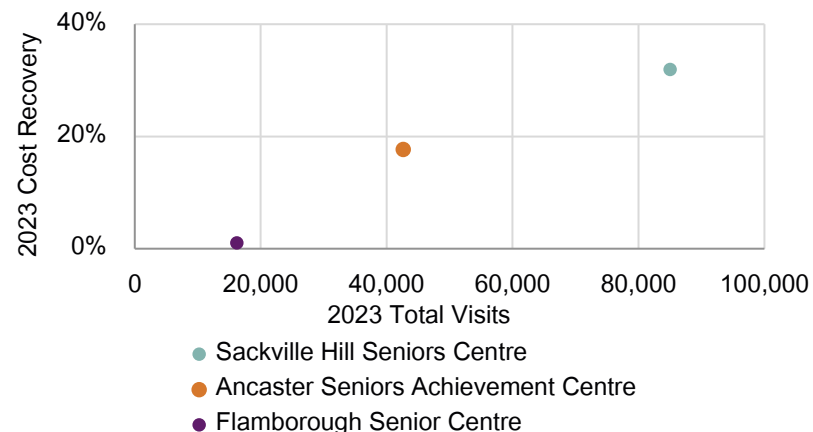 40%
20%
0%
2023 Cost Recovery
0 20,000 40,000 60,000 80,000 100,000
2023 Total Visits
Sackville Hill Seniors Centre
Ancaster Seniors Achievement Centre
Flamborough Senior Centre